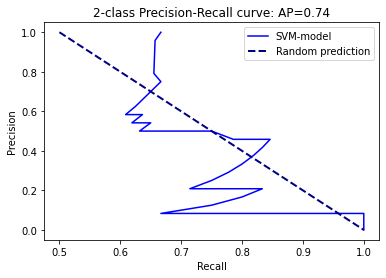 2-class Precision-Recall curve: AP=0.74
SVM-model
Random prediction
Precision
1.0
0.8
0.6
0.4
0.2
0.0
0.5 0.6 0.7 0.8 0.9 1.0
Recall